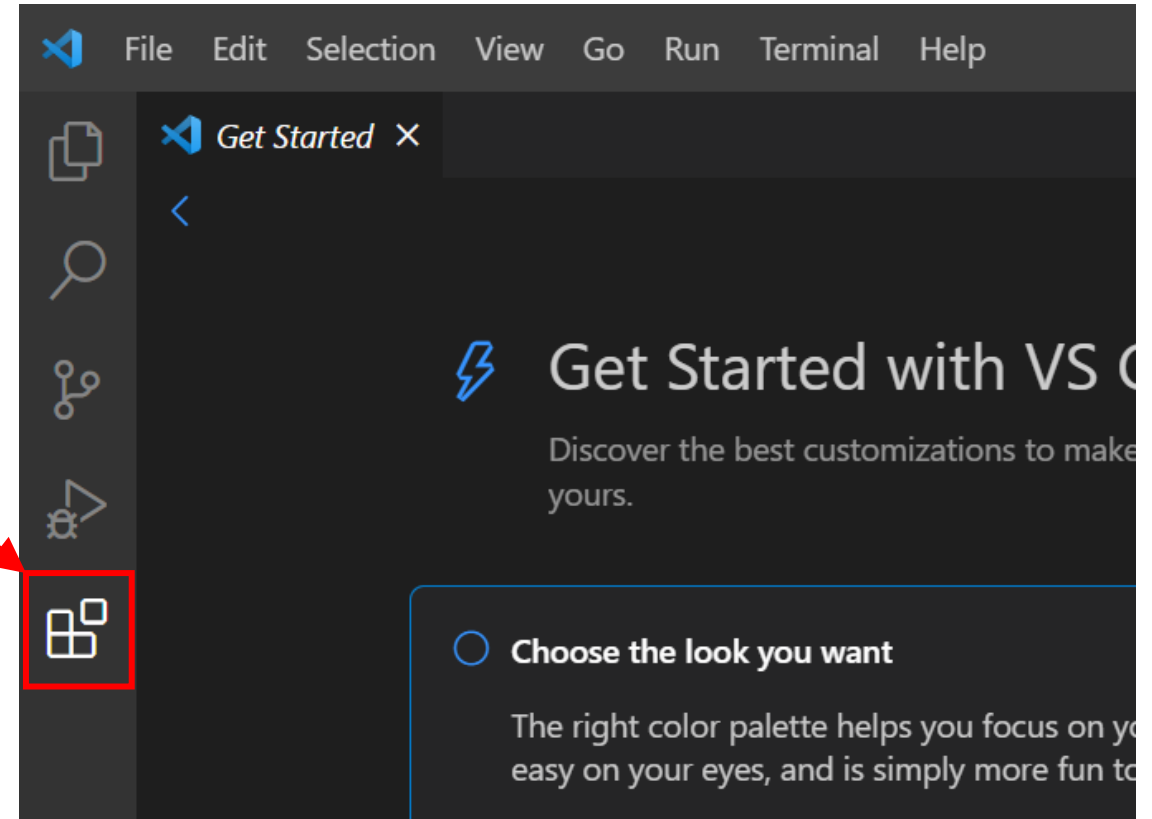 File Edit Selection View Go Run Terminal Help
Get Started
Get Started with VS
Discover the best customizations to make
yours.
Choose the look you want
The right color palette helps you focus on
easy on your eyes, and is simply more fun to